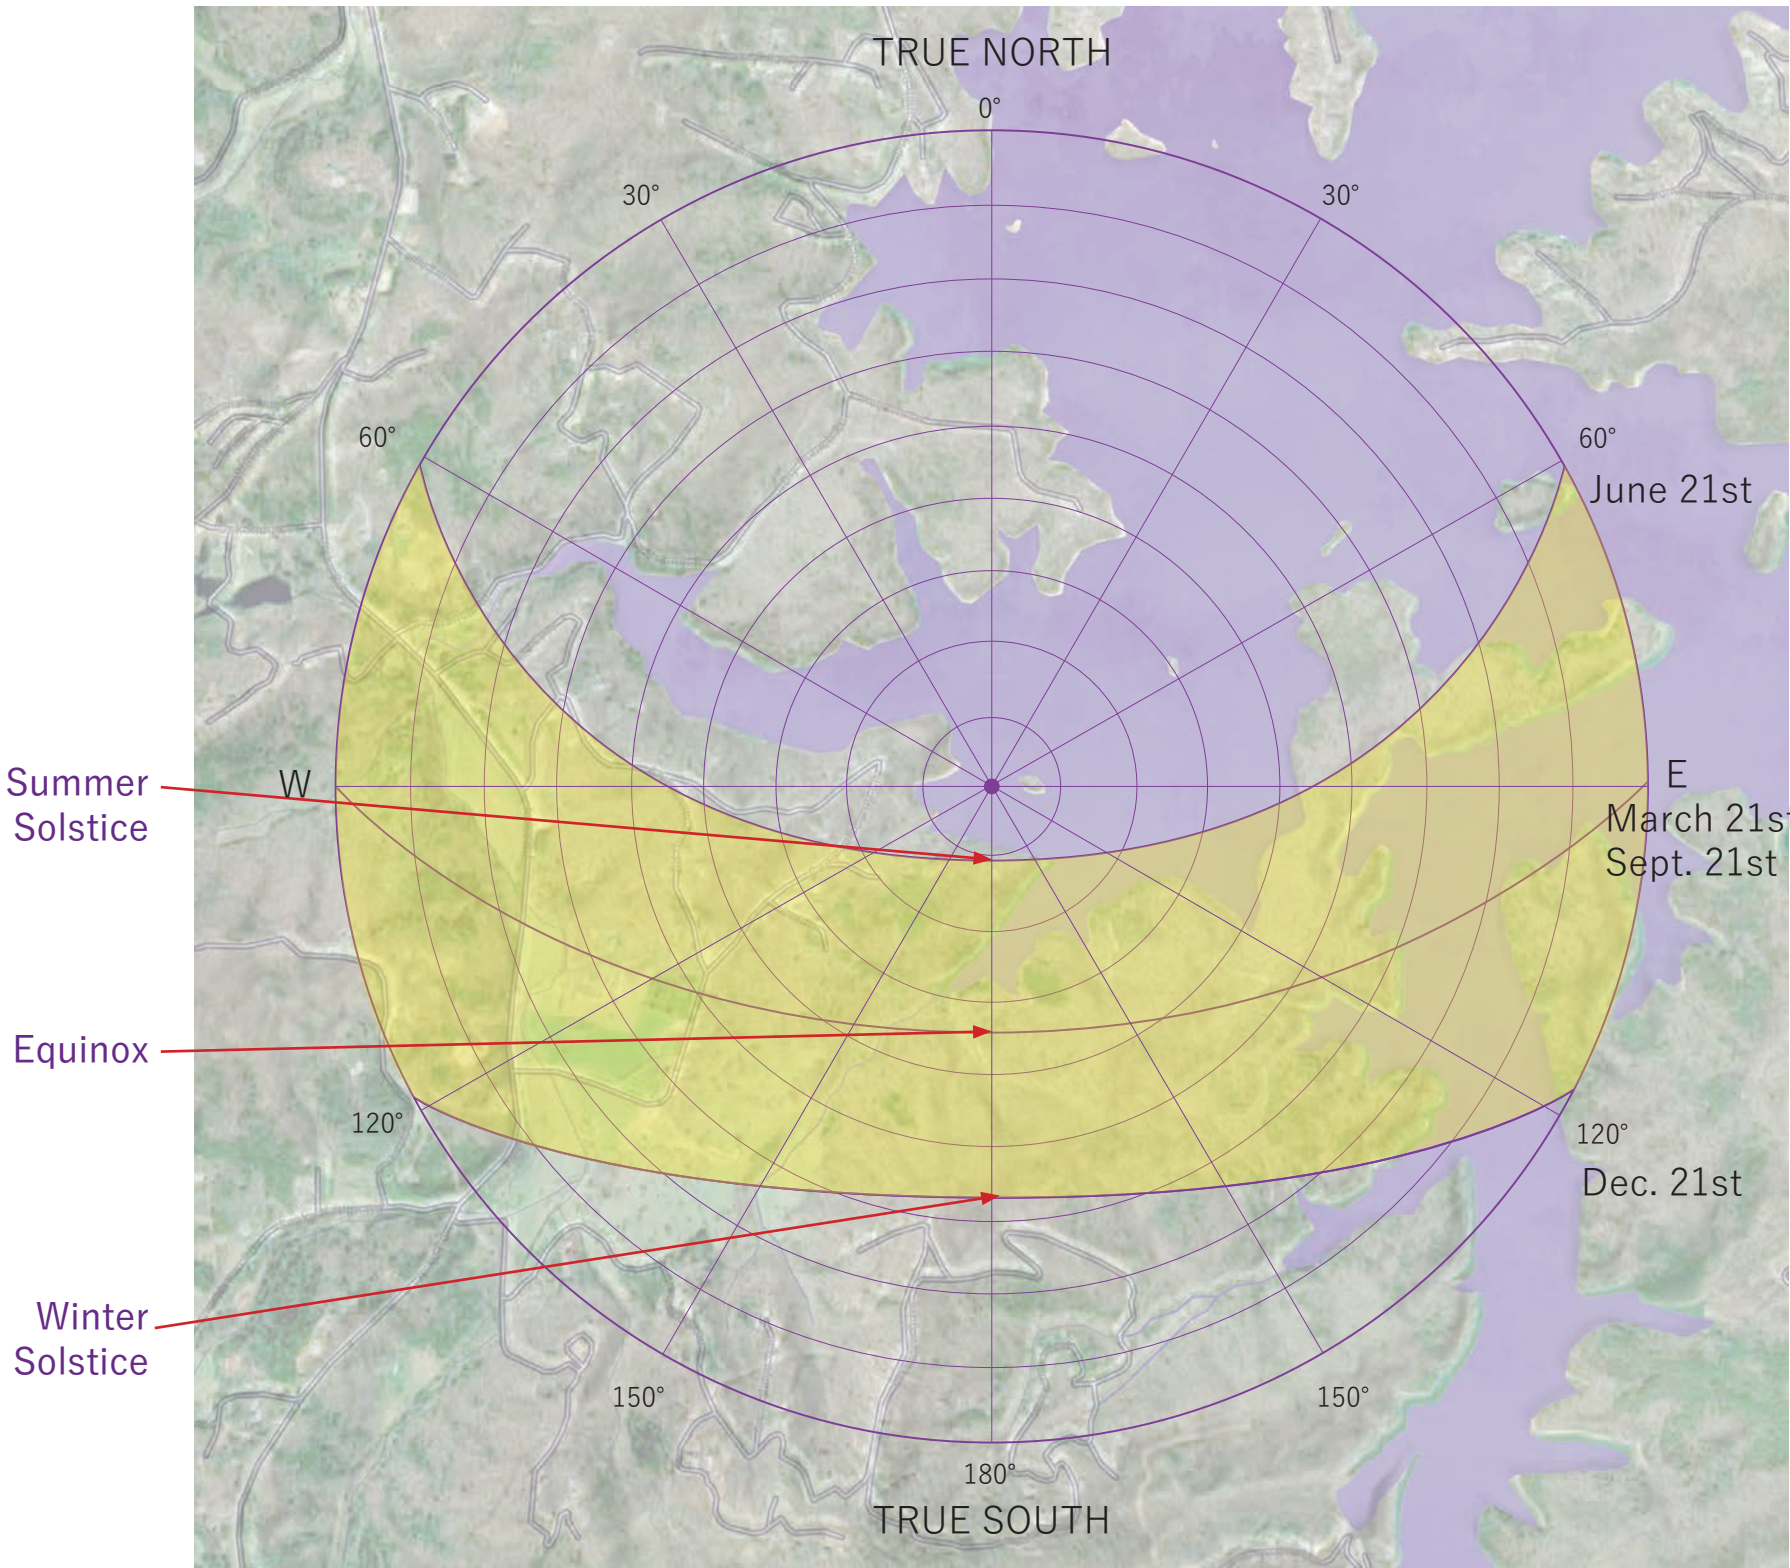 TRUE NORTH
0°
30°
30°
60°
60°
June 21st
Summer
Solstice
W
E
March 21st
Sept. 21st
Equinox
120°
120°
Dec. 21st
Winter
Solstice
150°
150°
180°
TRUE SOUTH